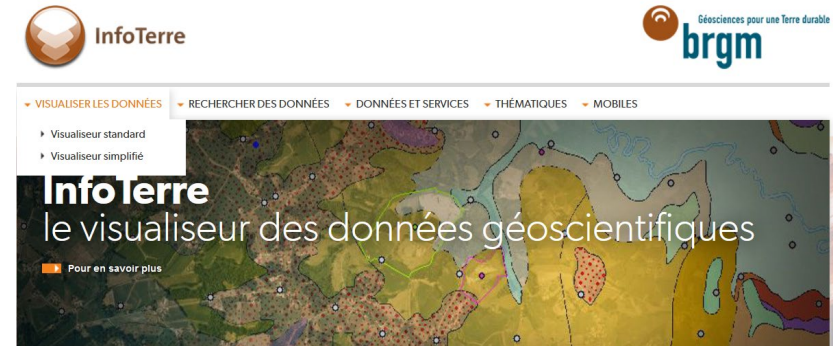 InfoTerre
Géosciences pour une Terre durable
brgm
VISUALISER LES DONNÉES RECHERCHER DES DONNÉES DONNÉES ET SERVICES THÉMATIQUES MOBILES
Visualiseur standard
Visualiseur simplifié
InfoTerre
le visualiseur des données géoscientifiques
Pour en savoir plus